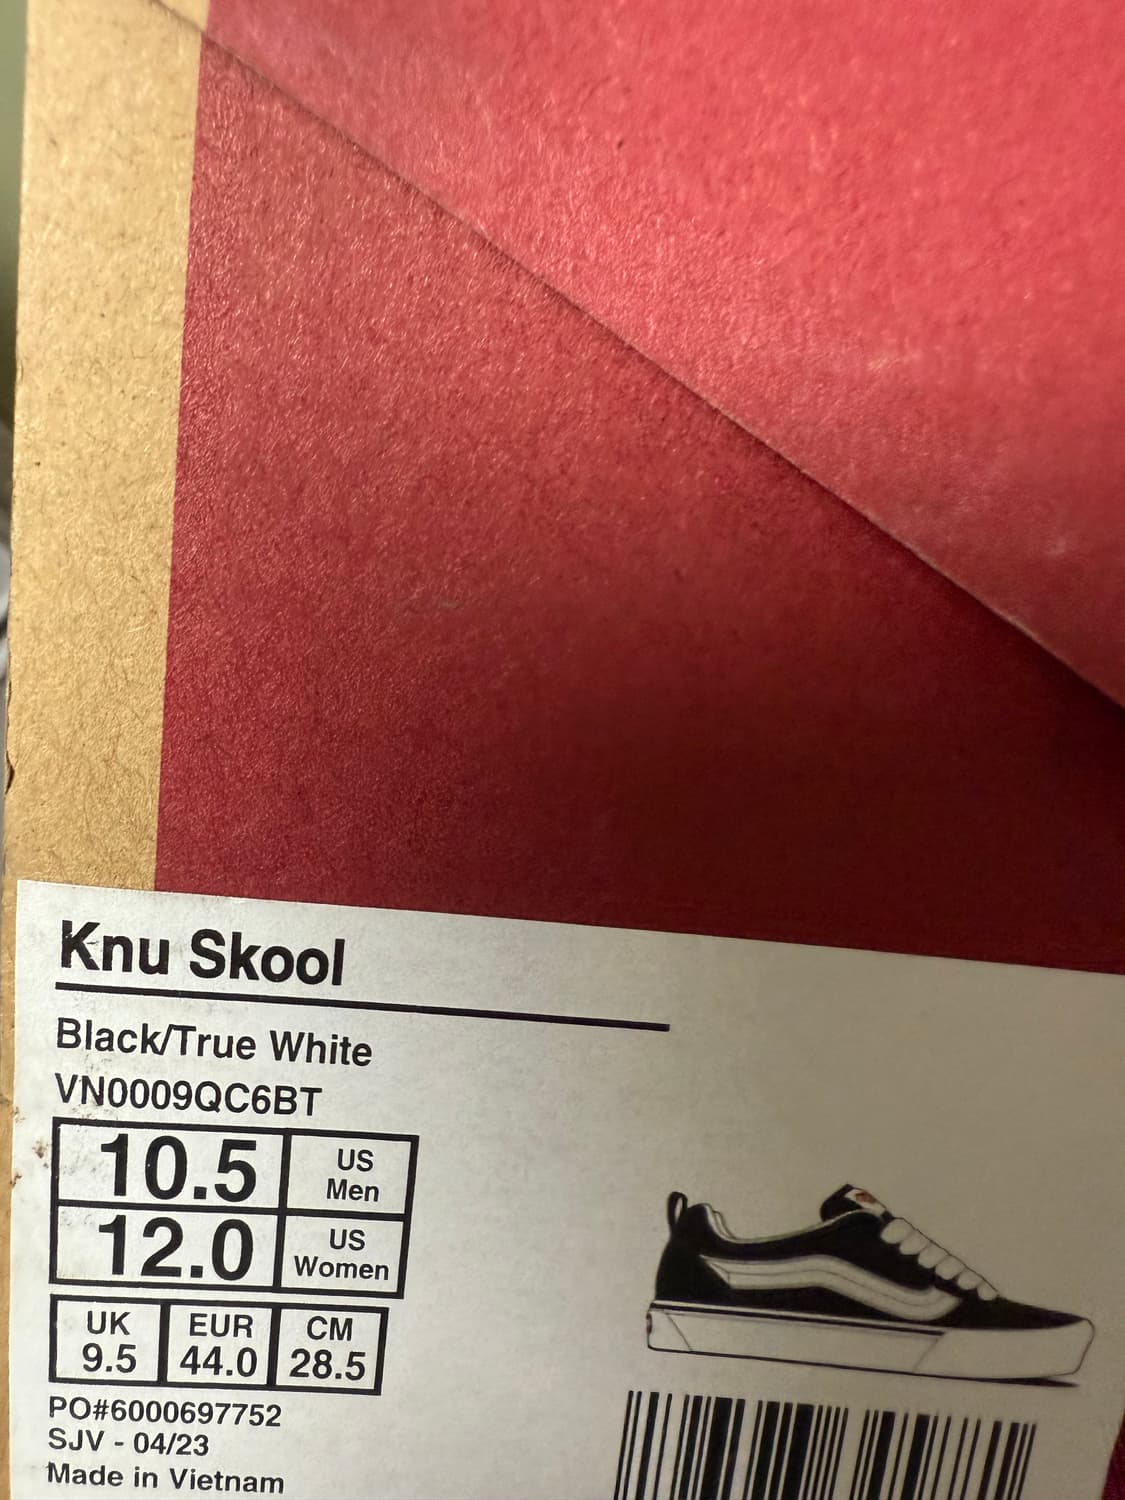 Knu Skool
Black/True White
VN0009QC6BT
10.5 US Men
12.0 US Women
UK EUR CM
9.5 44.0 28.5
PO#6000697752
SJV - 04/23
Made in Vietnam